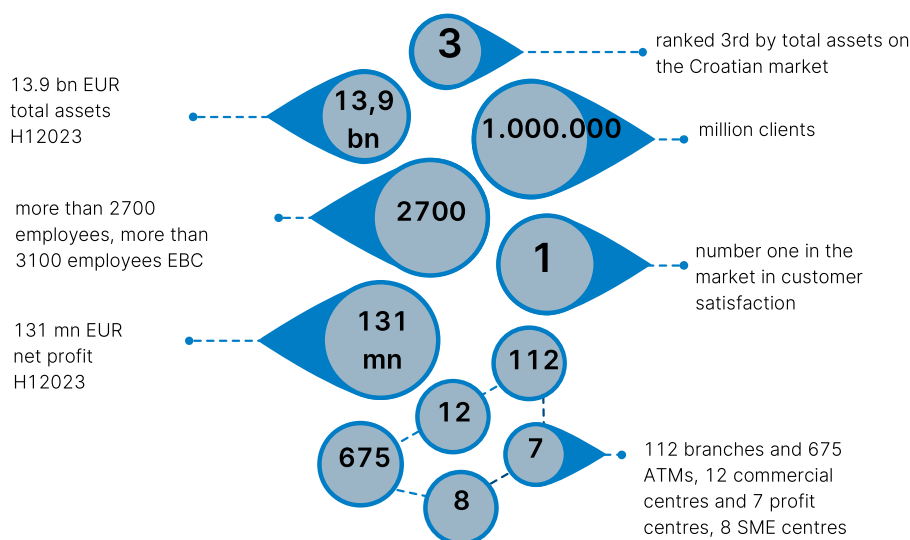 3
ranked 3rd by total assets on
the Croatian market
13.9 bn EUR
total assets
H12023
13,9
bn
1.000.000
million clients
more than 2700
employees, more than
3100 employees EBC
2700
1
number one in the
market in customer
satisfaction
131 mn EUR
net profit
H12023
131
mn
112
12
675
7
8
112 branches and 675
ATMs, 12 commercial
centres and 7 profit
centres, 8 SME centres